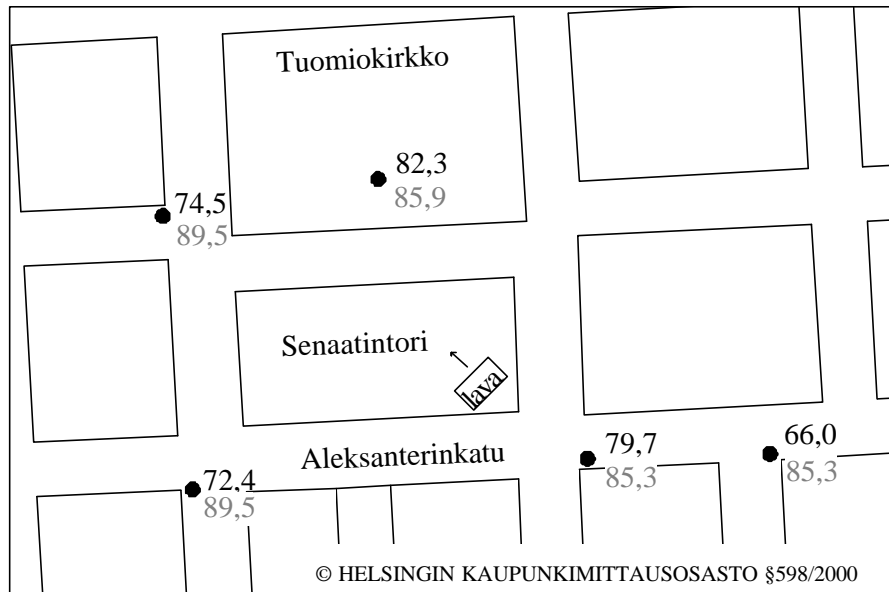 Tuomiokirkko
82,3
85,9
74,5
89,5
Senaatintori
lava
Aleksanterinkatu
79,7
85,3
66,0
85,3
72,4
89,5
© HELSINGIN KAUPUNKIMITTAUSOSASTO §598/2000